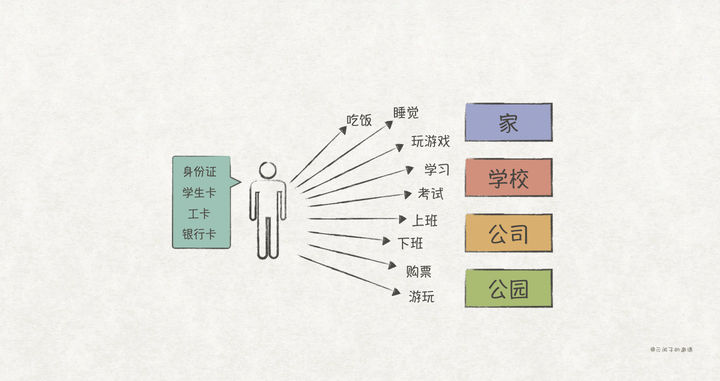 身份证
学生卡
工卡
银行卡
吃饭
睡觉
玩游戏
学习
考试
上班
下班
购票
游玩
家
学校
公司
公园